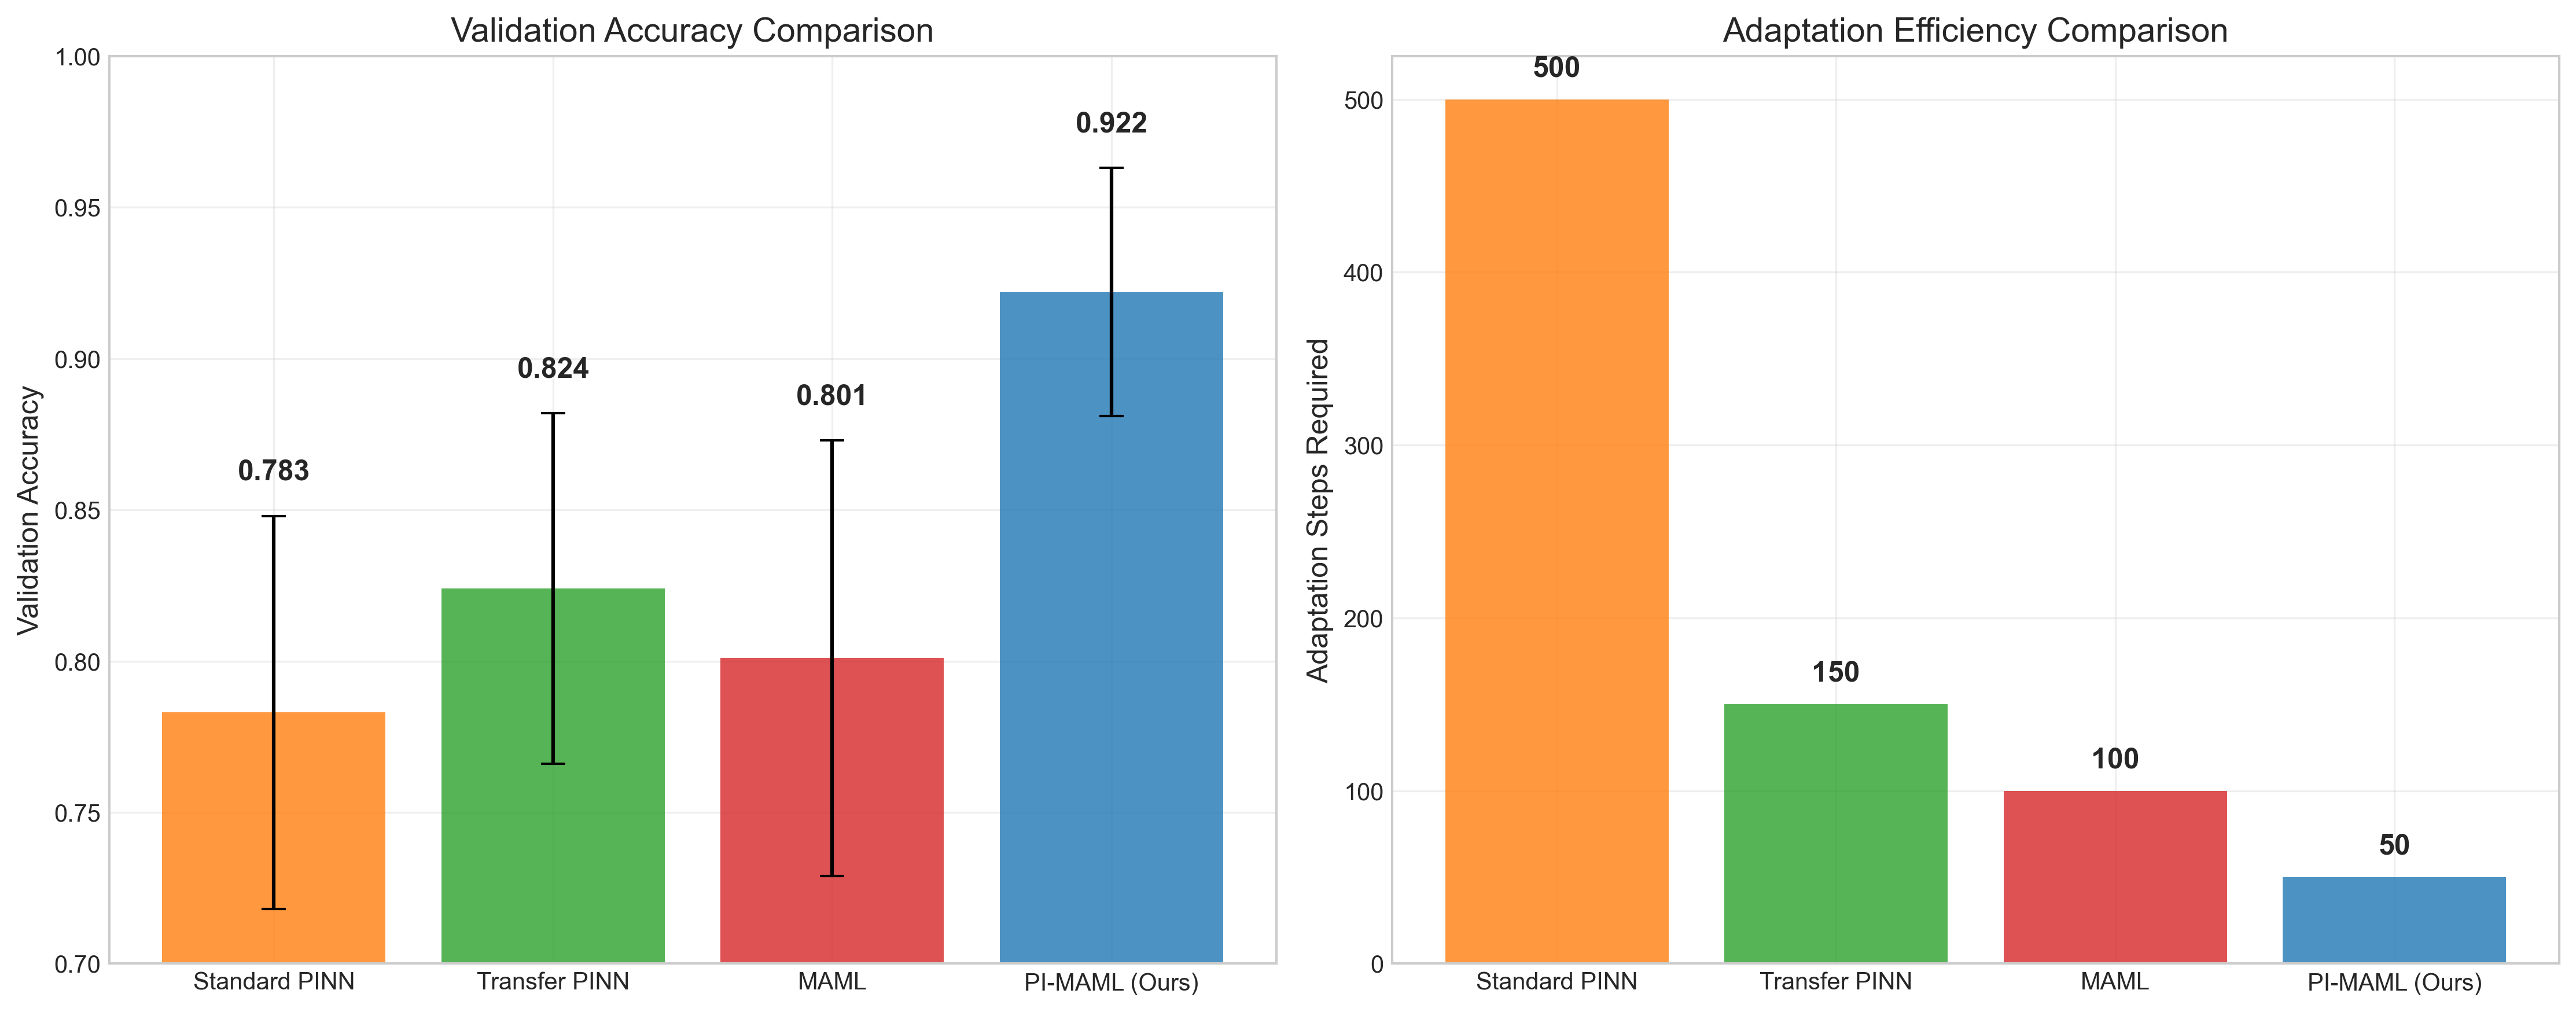 Validation Accuracy Comparison
Validation Accuracy
1.00
0.95
0.90
0.85
0.80
0.75
0.70
0.783
0.824
0.801
0.922
Standard PINN
Transfer PINN
MAML
PI-MAML (Ours)
Adaptation Efficiency Comparison
Adaptation Steps Required
500
400
300
200
100
0
500
150
100
50
Standard PINN
Transfer PINN
MAML
PI-MAML (Ours)